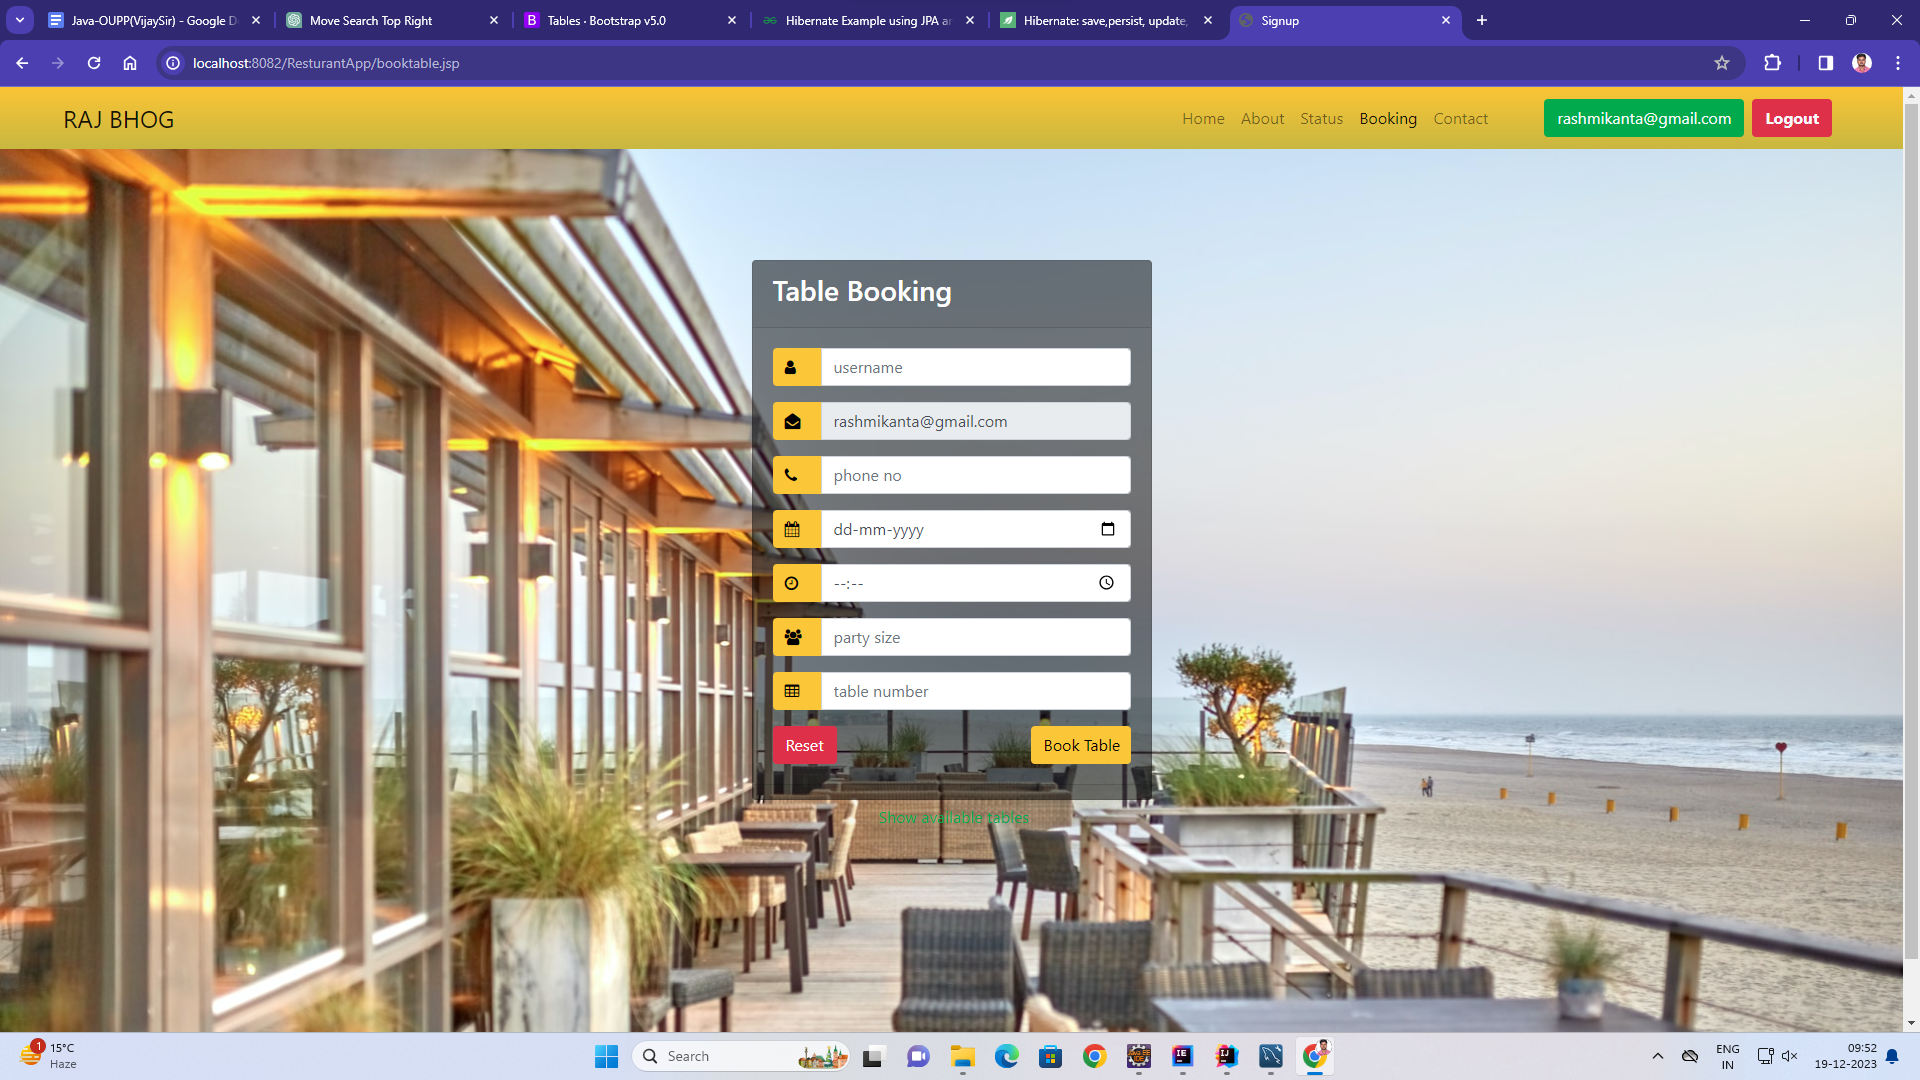 Java-OUPP(VijaySir) - Google D
Move Search Top Right
Tables · Bootstrap v5.0
Hibernate Example using JPA an
Hibernate: save,persist, update,
Signup
localhost:8082/ResturantApp/booktable.jsp
RAJ BHOG
Home
About
Status
Booking
Contact
rashmikanta@gmail.com
Logout
Table Booking
username
rashmikanta@gmail.com
phone no
dd-mm-yyyy
--:--
party size
table number
Reset
Book Table
Show available tables
1
15°C
Haze
Search
ENG
IN
09:52
19-12-2023